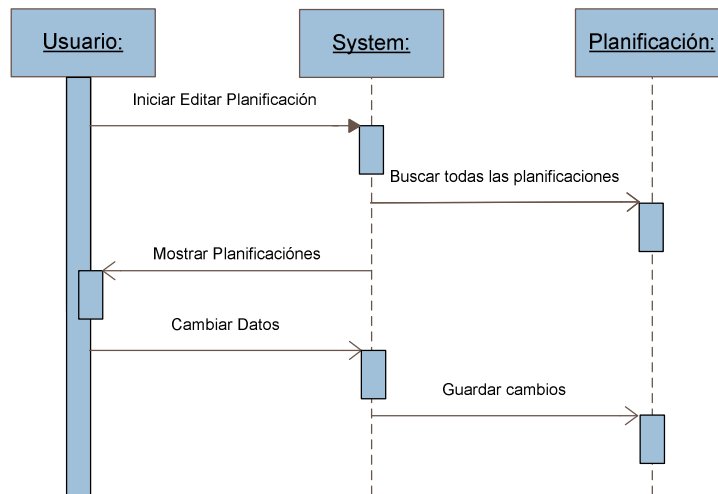 Usuario:
System:
Planificación:
Iniciar Editar Planificación
Buscar todas las planificaciones
Mostrar Planificaciónes
Cambiar Datos
Guardar cambios